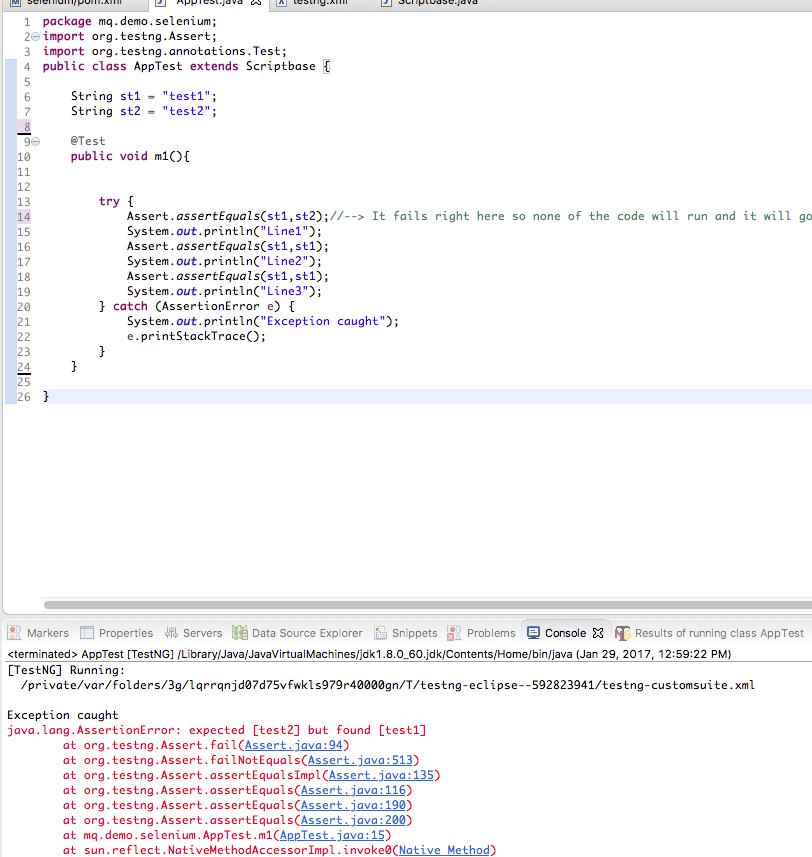 selenium/pom.xml AppTest.java testng.xml Scriptbase.java
1 package mq.demo.selenium;
2 import org.testng.Assert;
3 import org.testng.annotations.Test;
4 public class AppTest extends Scriptbase {
5
6 String st1 = "test1";
7 String st2 = "test2";
8
9 @Test
10 public void m1(){
11
12
13 try {
14 Assert.assertEquals(st1,st2);//--> It fails right here so none of the code will run and it will go
15 System.out.println("Line1");
16 Assert.assertEquals(st1,st1);
17 System.out.println("Line2");
18 Assert.assertEquals(st1,st1);
19 System.out.println("Line3");
20 } catch (AssertionError e) {
21 System.out.println("Exception caught");
22 e.printStackTrace();
23 }
24 }
25
26 }
Markers Properties Servers Data Source Explorer Snippets Problems Console Results of running class AppTest
<terminated> AppTest [TestNG] /Library/Java/JavaVirtualMachines/jdk1.8.0_60.jdk/Contents/Home/bin/java (Jan 29, 2017, 12:59:22 PM)
[TestNG] Running:
/private/var/folders/3g/lqrrqnjd07d75vfwkls979r40000gn/T/testng-eclipse--592823941/testng-customsuite.xml
Exception caught
java.lang.AssertionError: expected [test2] but found [test1]
at org.testng.Assert.fail(Assert.java:94)
at org.testng.Assert.failNotEquals(Assert.java:513)
at org.testng.Assert.assertEqualsImpl(Assert.java:135)
at org.testng.Assert.assertEquals(Assert.java:116)
at org.testng.Assert.assertEquals(Assert.java:190)
at org.testng.Assert.assertEquals(Assert.java:200)
at mq.demo.selenium.AppTest.m1(AppTest.java:15)
at sun.reflect.NativeMethodAccessorImpl.invoke0(Native Method)